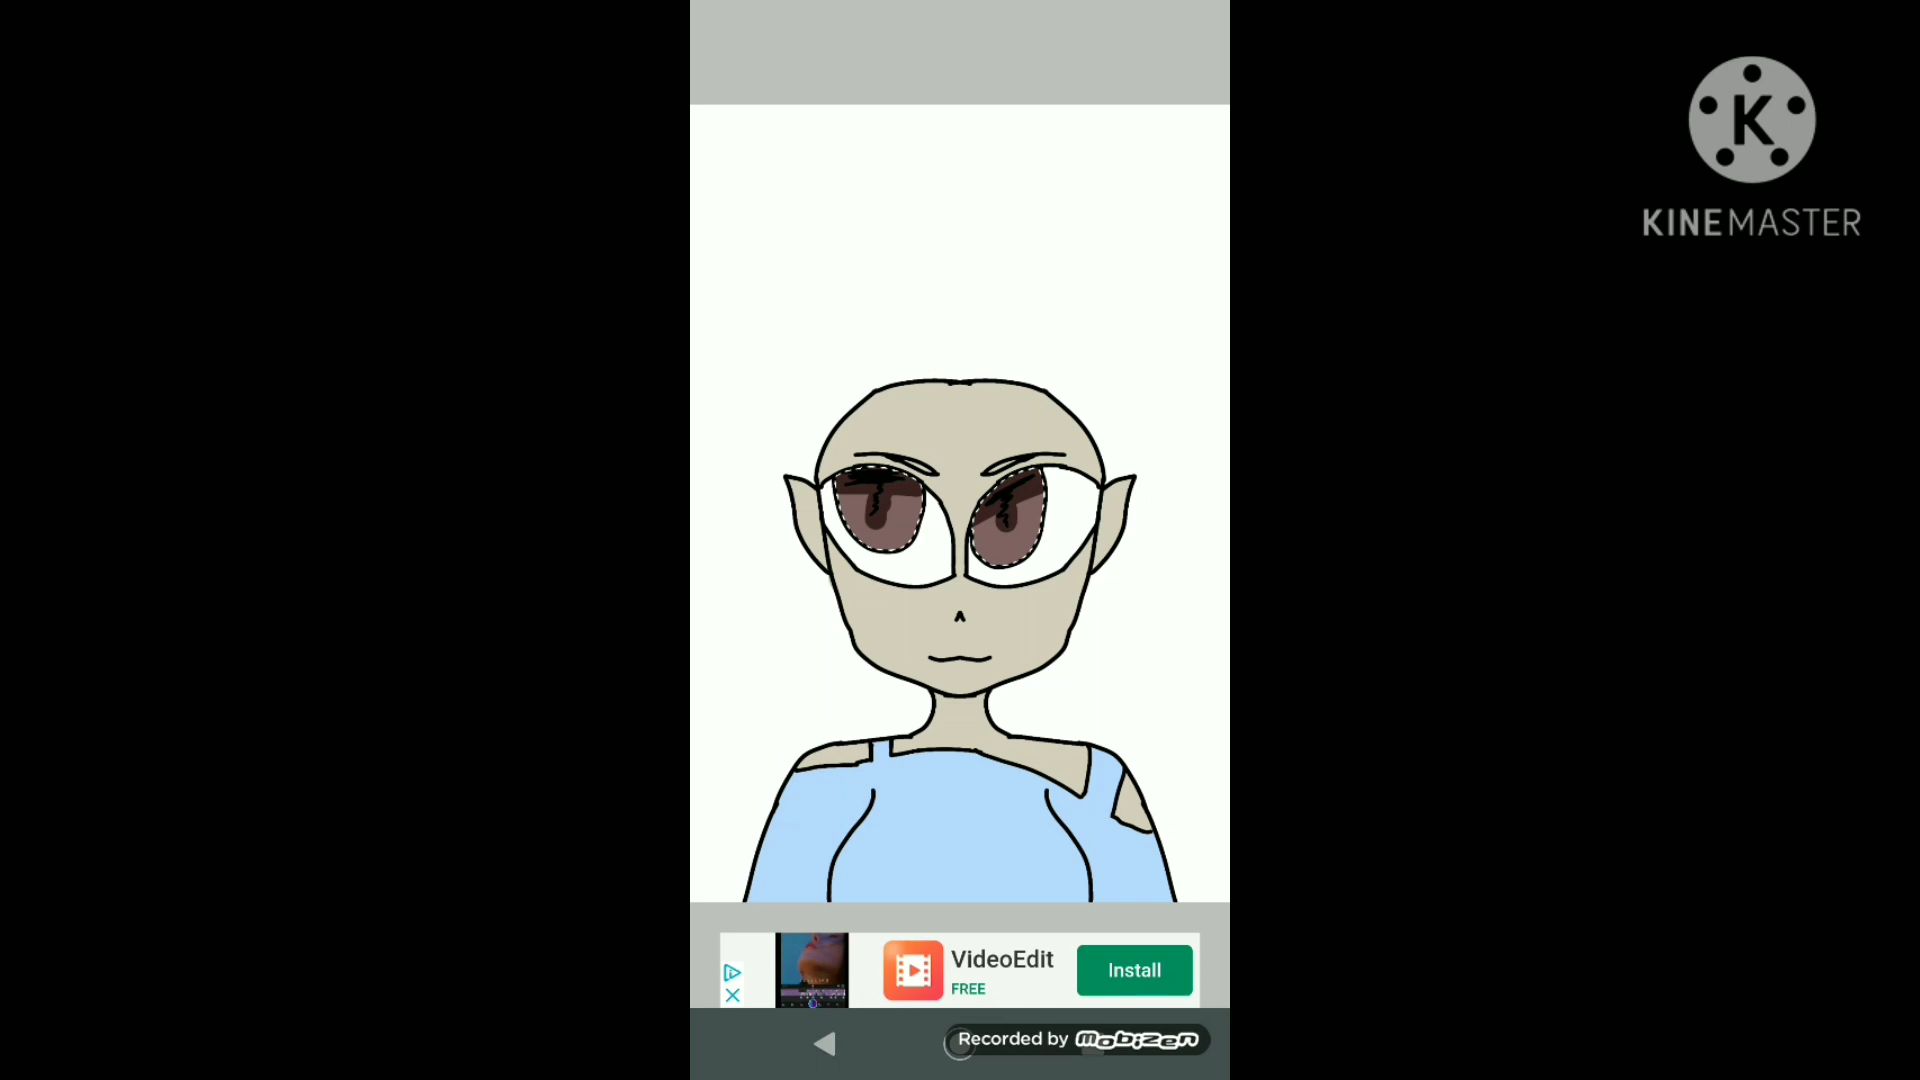 K
KINEMASTER
VideoEdit
FREE
Install
Recorded by mobizen